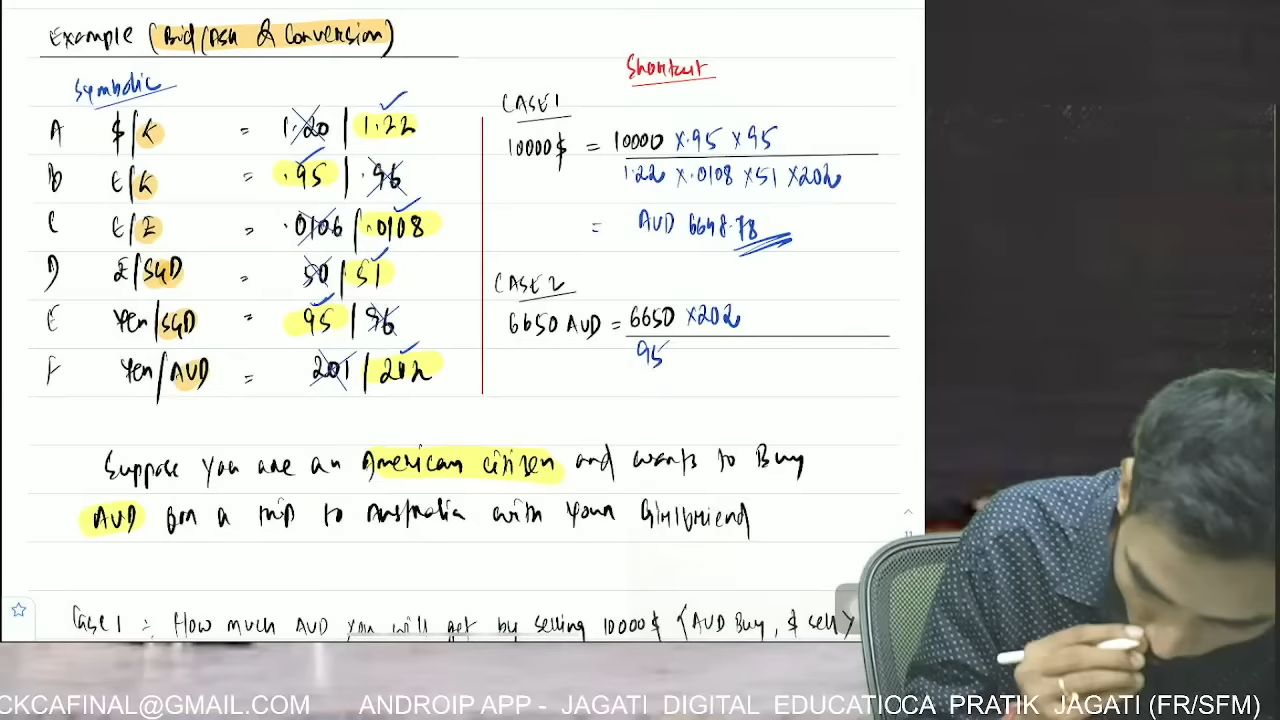 Example (Bid/Ask & Conversion)
Symbolic
A $/K = 1.20 | 1.22
B €/K = .95 | .96
C €/£ = .0106 | .0108
D £/SGD = 50 | 51
E Yen/SGD = 95 | 96
F Yen/AUD = 201 | 202
Shortcut
CASE 1
10000$ = 10000 x .95 x 95
1.22 x .0108 x 51 x 202
= AUD 6648.78
CASE 2
6650 AUD = 6650 x 202
95
Suppose you are an American citizen and wants to Buy
AUD for a trip to Australia with your Girlfriend
Case 1 : How much AUD you will get by selling 10000$ {AUD Buy, $ sell}
CKCAFINAL@GMAIL.COM ANDROIP APP - JAGATI DIGITAL EDUCATIOCCA PRATIK JAGATI (FR/SFM)